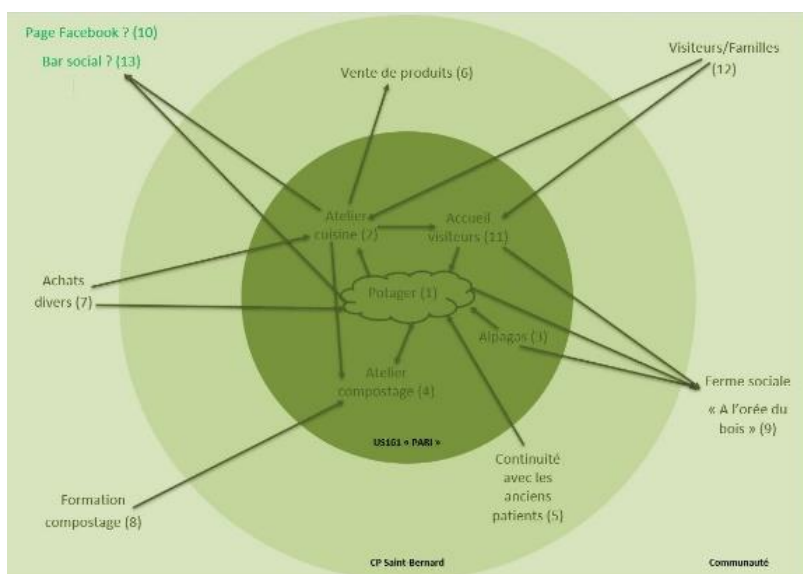 Page Facebook ? (10)
Bar social ? (13)
Vente de produits (6)
Visiteurs/Familles
(12)
Atelier
cuisine (2)
Accueil
visiteurs (11)
Achats
divers (7)
Potager (1)
Alpagas (3)
Atelier
compostage (4)
Ferme sociale
« A l'orée du
bois » (9)
US161 « PARI »
Continuité
avec les
anciens
patients (5)
Formation
compostage (8)
CP Saint-Bernard
Communauté